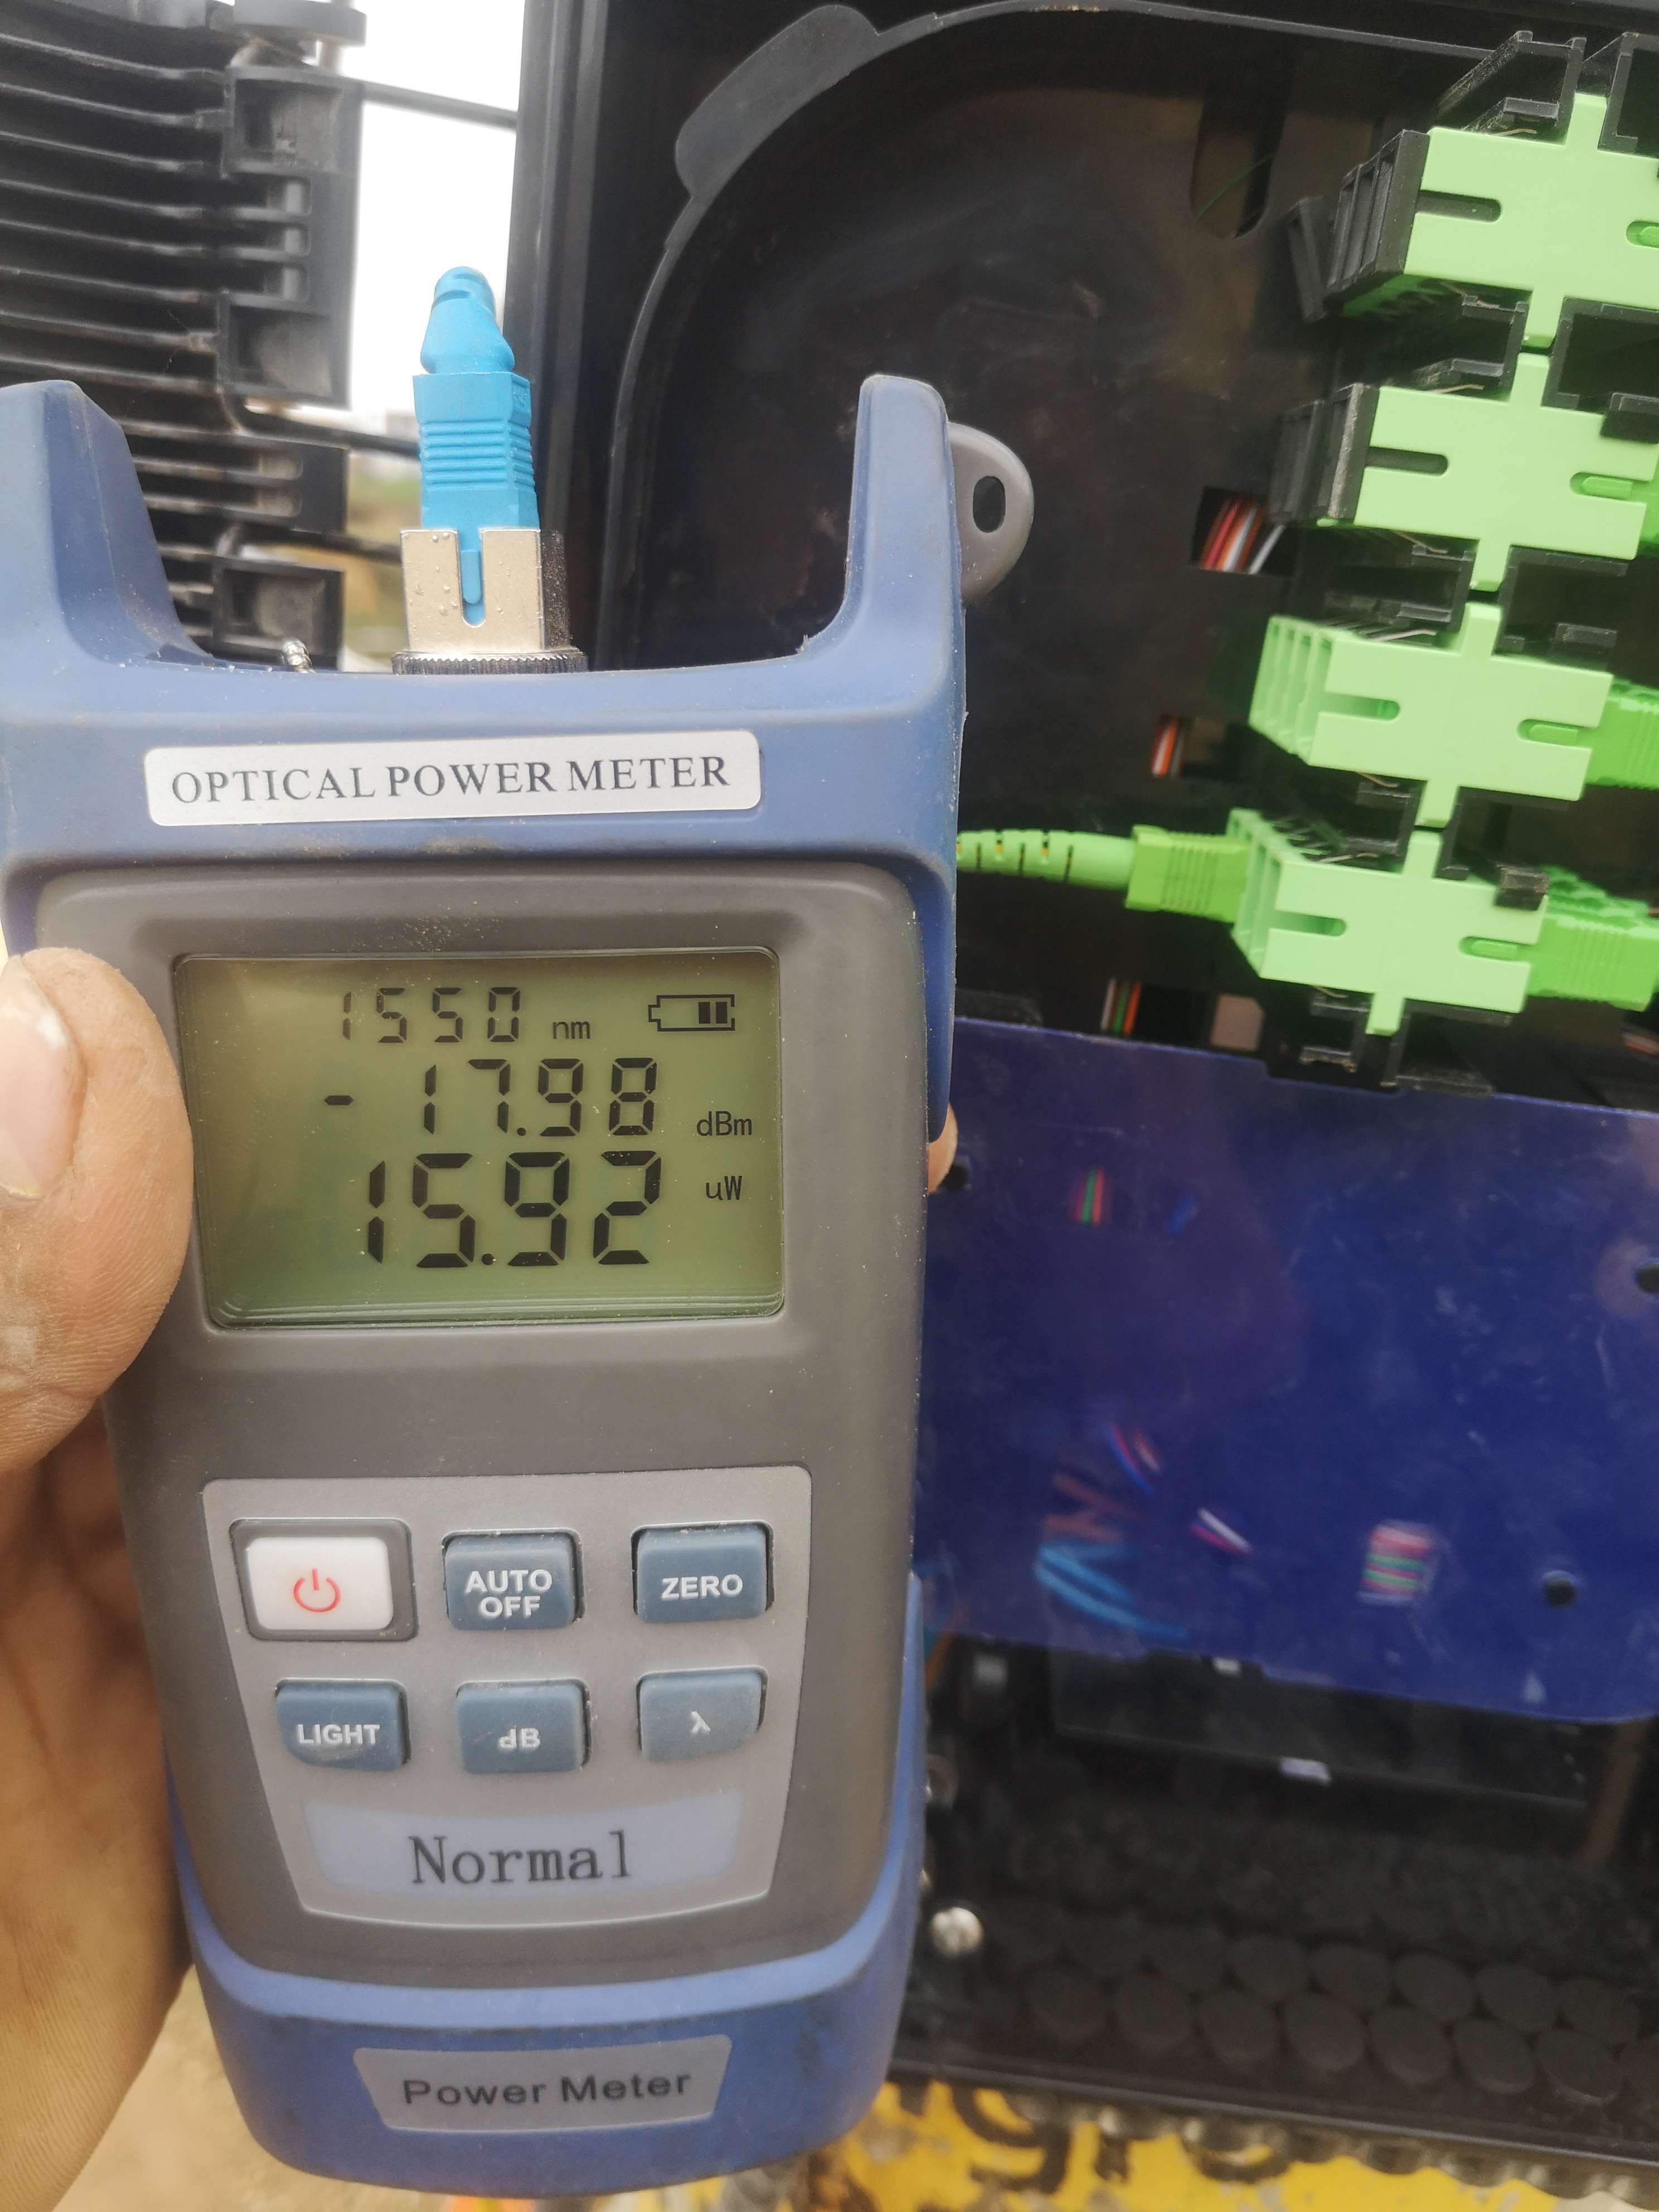 OPTICAL POWER METER
1550 nm
-17.98 dBm
15.92 uW
AUTO OFF
ZERO
LIGHT
dB
λ
Normal
Power Meter